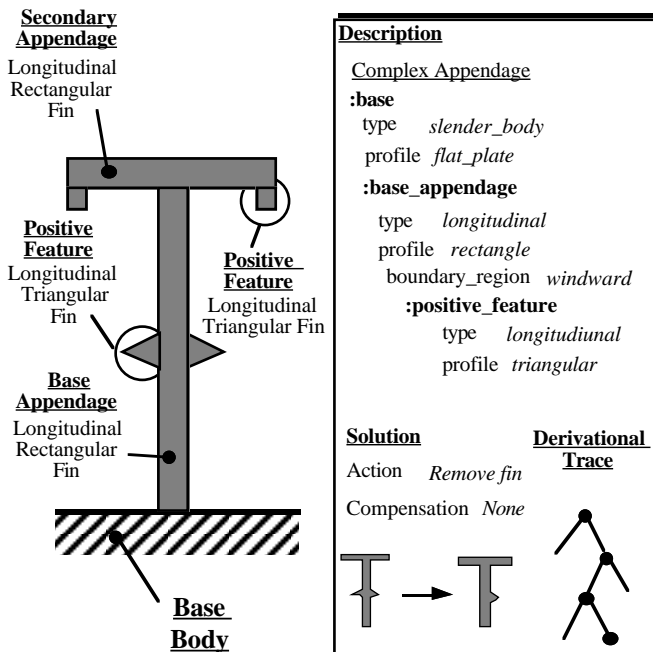 Secondary
Appendage
Longitudinal
Rectangular
Fin
Positive
Feature
Longitudinal
Triangular
Fin
Positive
Feature
Longitudinal
Triangular Fin
Base
Appendage
Longitudinal
Rectangular
Fin
Base
Body
Description
Complex Appendage
:base
type slender_body
profile flat_plate
:base_appendage
type longitudinal
profile rectangle
boundary_region windward
:positive_feature
type longitudiunal
profile triangular
Solution
Action Remove fin
Compensation None
Derivational
Trace